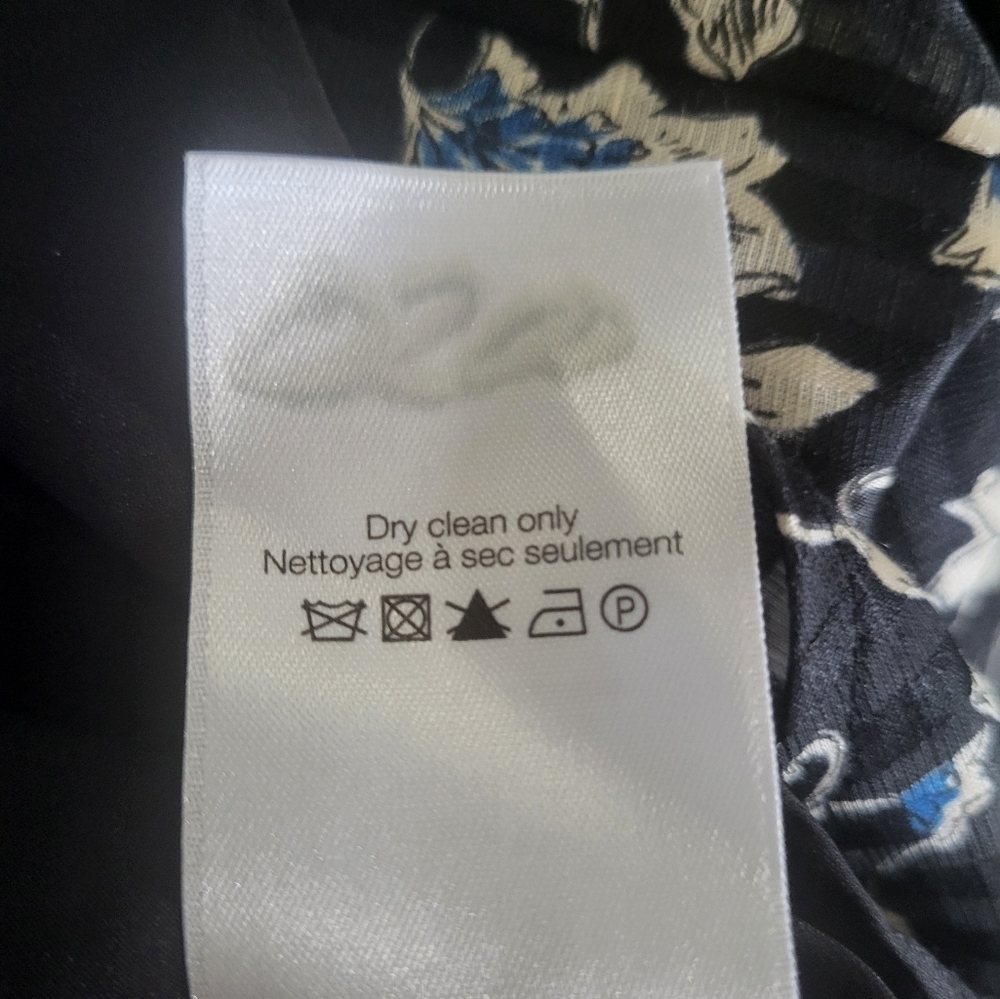 Dry clean only
Nettoyage à sec seulement
P